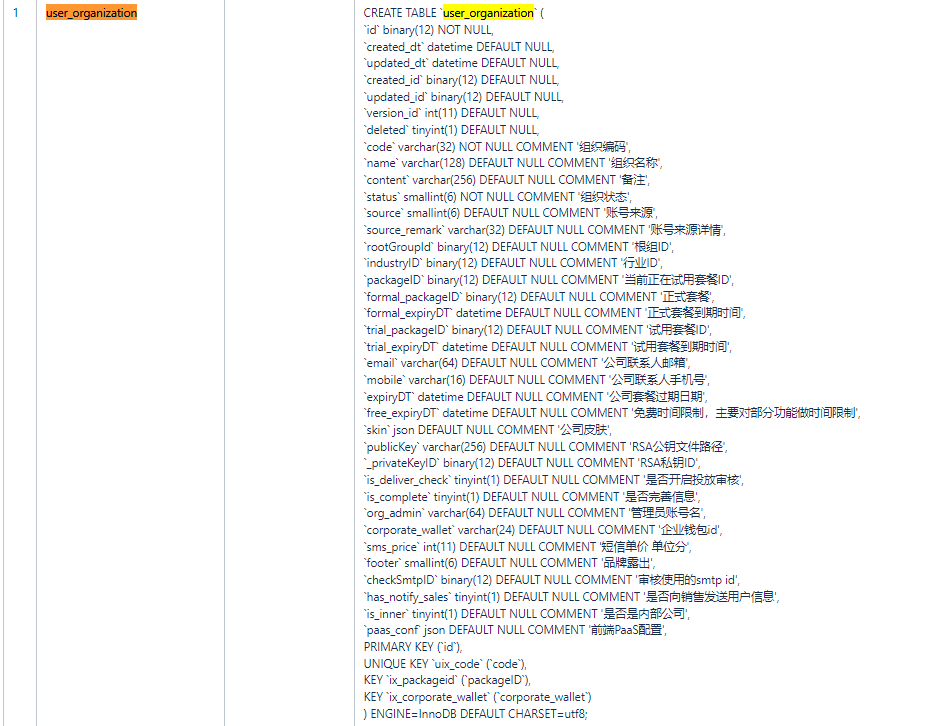 1
user_organization
CREATE TABLE `user_organization` (
`id` binary(12) NOT NULL,
`created_dt` datetime DEFAULT NULL,
`updated_dt` datetime DEFAULT NULL,
`created_id` binary(12) DEFAULT NULL,
`updated_id` binary(12) DEFAULT NULL,
`version_id` int(11) DEFAULT NULL,
`deleted` tinyint(1) DEFAULT NULL,
`code` varchar(32) NOT NULL COMMENT '组织编码',
`name` varchar(128) DEFAULT NULL COMMENT '组织名称',
`content` varchar(256) DEFAULT NULL COMMENT '备注',
`status` smallint(6) NOT NULL COMMENT '组织状态',
`source` smallint(6) DEFAULT NULL COMMENT '账号来源',
`source_remark` varchar(32) DEFAULT NULL COMMENT '账号来源详情',
`rootGroupId` binary(12) DEFAULT NULL COMMENT '根组ID',
`industryID` binary(12) DEFAULT NULL COMMENT '行业ID',
`packageID` binary(12) DEFAULT NULL COMMENT '当前正在试用套餐ID',
`formal_packageID` binary(12) DEFAULT NULL COMMENT '正式套餐',
`formal_expiryDT` datetime DEFAULT NULL COMMENT '正式套餐到期时间',
`trial_packageID` binary(12) DEFAULT NULL COMMENT '试用套餐ID',
`trial_expiryDT` datetime DEFAULT NULL COMMENT '试用套餐到期时间',
`email` varchar(64) DEFAULT NULL COMMENT '公司联系人邮箱',
`mobile` varchar(16) DEFAULT NULL COMMENT '公司联系人手机号',
`expiryDT` datetime DEFAULT NULL COMMENT '公司套餐过期日期',
`free_expiryDT` datetime DEFAULT NULL COMMENT '免费时间限制，主要对部分功能做时间限制',
`skin` json DEFAULT NULL COMMENT '公司皮肤',
`publicKey` varchar(256) DEFAULT NULL COMMENT 'RSA公钥文件路径',
`_privateKeyID` binary(12) DEFAULT NULL COMMENT 'RSA私钥ID',
`is_deliver_check` tinyint(1) DEFAULT NULL COMMENT '是否开启投放审核',
`is_complete` tinyint(1) DEFAULT NULL COMMENT '是否完善信息',
`org_admin` varchar(64) DEFAULT NULL COMMENT '管理员账号名',
`corporate_wallet` varchar(24) DEFAULT NULL COMMENT '企业钱包id',
`sms_price` int(11) DEFAULT NULL COMMENT '短信单价 单位分',
`footer` smallint(6) DEFAULT NULL COMMENT '品牌露出',
`checkSmtpID` binary(12) DEFAULT NULL COMMENT '审核使用的smtp id',
`has_notify_sales` tinyint(1) DEFAULT NULL COMMENT '是否向销售发送用户信息',
`is_inner` tinyint(1) DEFAULT NULL COMMENT '是否是内部公司',
`paas_conf` json DEFAULT NULL COMMENT '前端PaaS配置',
PRIMARY KEY (`id`),
UNIQUE KEY `uix_code` (`code`),
KEY `ix_packageid` (`packageID`),
KEY `ix_corporate_wallet` (`corporate_wallet`)
) ENGINE=InnoDB DEFAULT CHARSET=utf8;